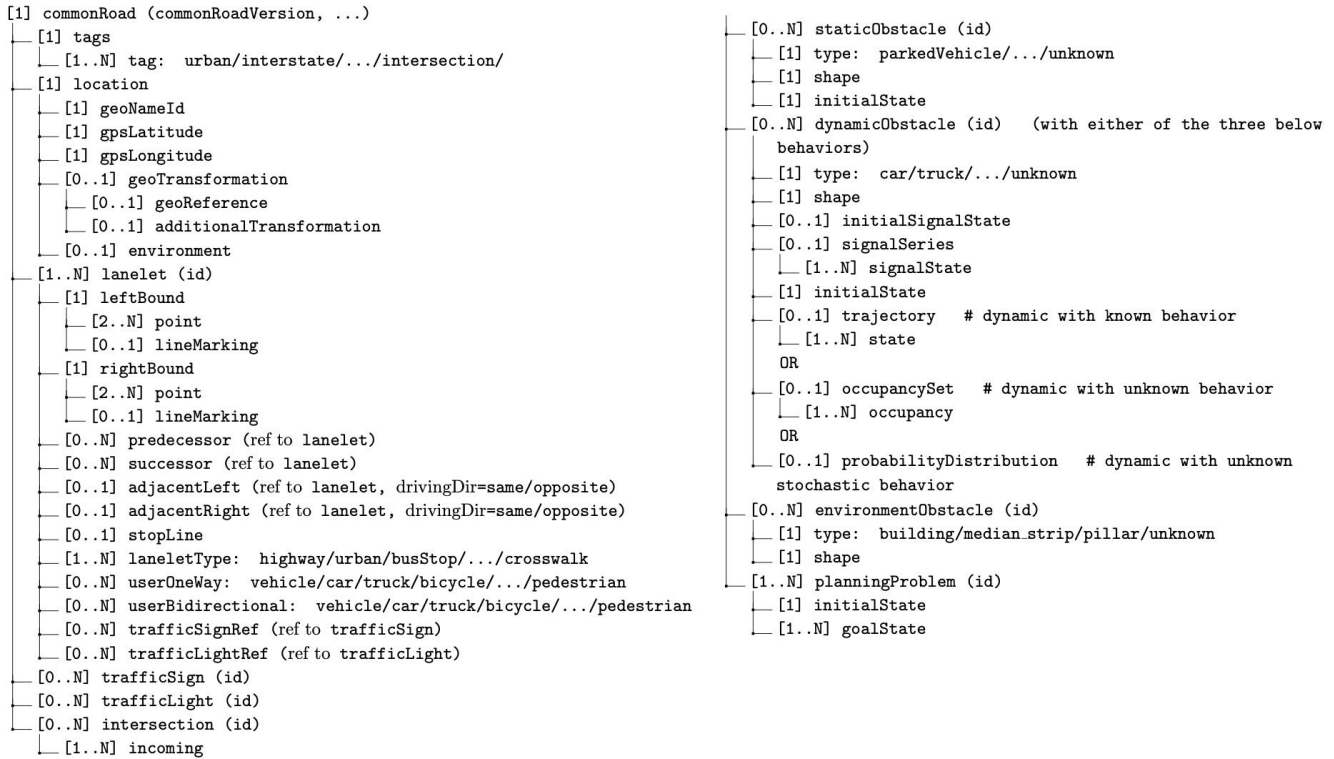 [1] commonRoad (commonRoadVersion, ...)
[1] tags
[1..N] tag: urban/interstate/.../intersection/
[1] location
[1] geoNameId
[1] gpsLatitude
[1] gpsLongitude
[0..1] geoTransformation
[0..1] geoReference
[0..1] additionalTransformation
[0..1] environment
[1..N] lanelet (id)
[1] leftBound
[2..N] point
[0..1] lineMarking
[1] rightBound
[2..N] point
[0..1] lineMarking
[0..N] predecessor (ref to lanelet)
[0..N] successor (ref to lanelet)
[0..1] adjacentLeft (ref to lanelet, drivingDir=same/opposite)
[0..1] adjacentRight (ref to lanelet, drivingDir=same/opposite)
[0..1] stopLine
[1..N] laneletType: highway/urban/busStop/.../crosswalk
[0..N] userOneWay: vehicle/car/truck/bicycle/.../pedestrian
[0..N] userBidirectional: vehicle/car/truck/bicycle/.../pedestrian
[0..N] trafficSignRef (ref to trafficSign)
[0..N] trafficLightRef (ref to trafficLight)
[0..N] trafficSign (id)
[0..N] trafficLight (id)
[0..N] intersection (id)
[1..N] incoming
[0..N] staticObstacle (id)
[1] type: parkedVehicle/.../unknown
[1] shape
[1] initialState
[0..N] dynamicObstacle (id) (with either of the three below
behaviors)
[1] type: car/truck/.../unknown
[1] shape
[0..1] initialSignalState
[0..1] signalSeries
[1..N] signalState
[1] initialState
[0..1] trajectory # dynamic with known behavior
[1..N] state
OR
[0..1] occupancySet # dynamic with unknown behavior
[1..N] occupancy
OR
[0..1] probabilityDistribution # dynamic with unknown
stochastic behavior
[0..N] environmentObstacle (id)
[1] type: building/median_strip/pillar/unknown
[1] shape
[1..N] planningProblem (id)
[1] initialState
[1..N] goalState